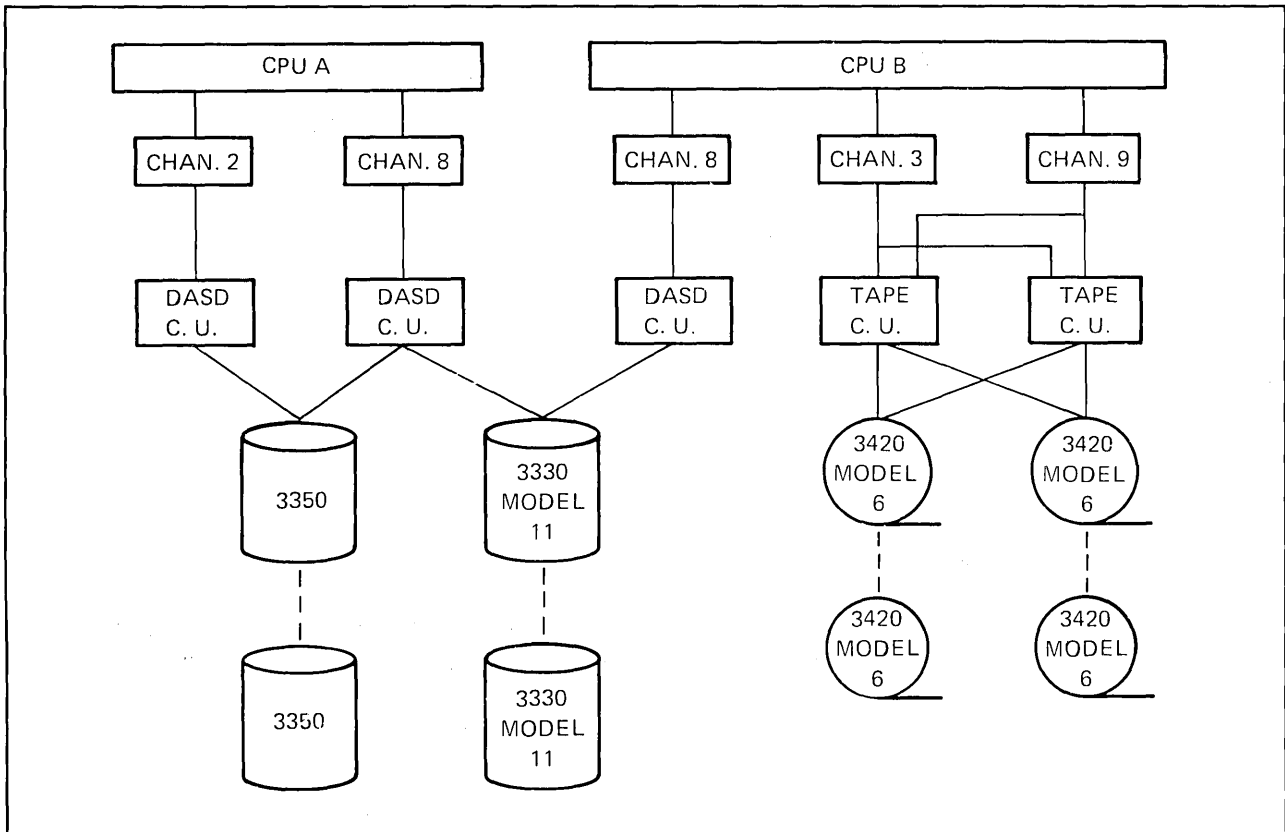 CPU A
CPU B
CHAN. 2
CHAN. 8
CHAN. 8
CHAN. 3
CHAN. 9
DASD
C. U.
DASD
C. U.
DASD
C. U.
TAPE
C. U.
TAPE
C. U.
3350
3330
MODEL
11
3420
MODEL
6
3420
MODEL
6
3350
3330
MODEL
11
3420
MODEL
6
3420
MODEL
6